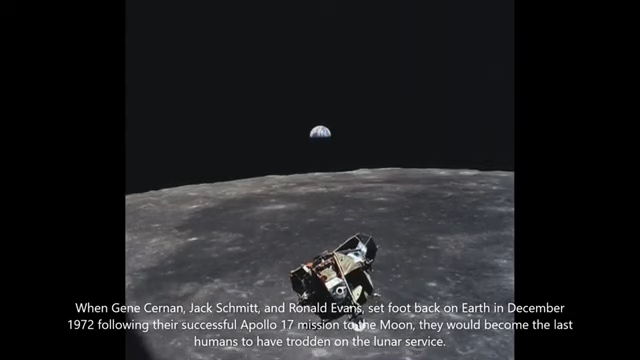 When Gene Cernan, Jack Schmitt, and Ronald Evans, set foot back on Earth in December
1972 following their successful Apollo 17 mission to the Moon, they would become the last
humans to have trodden on the lunar service.